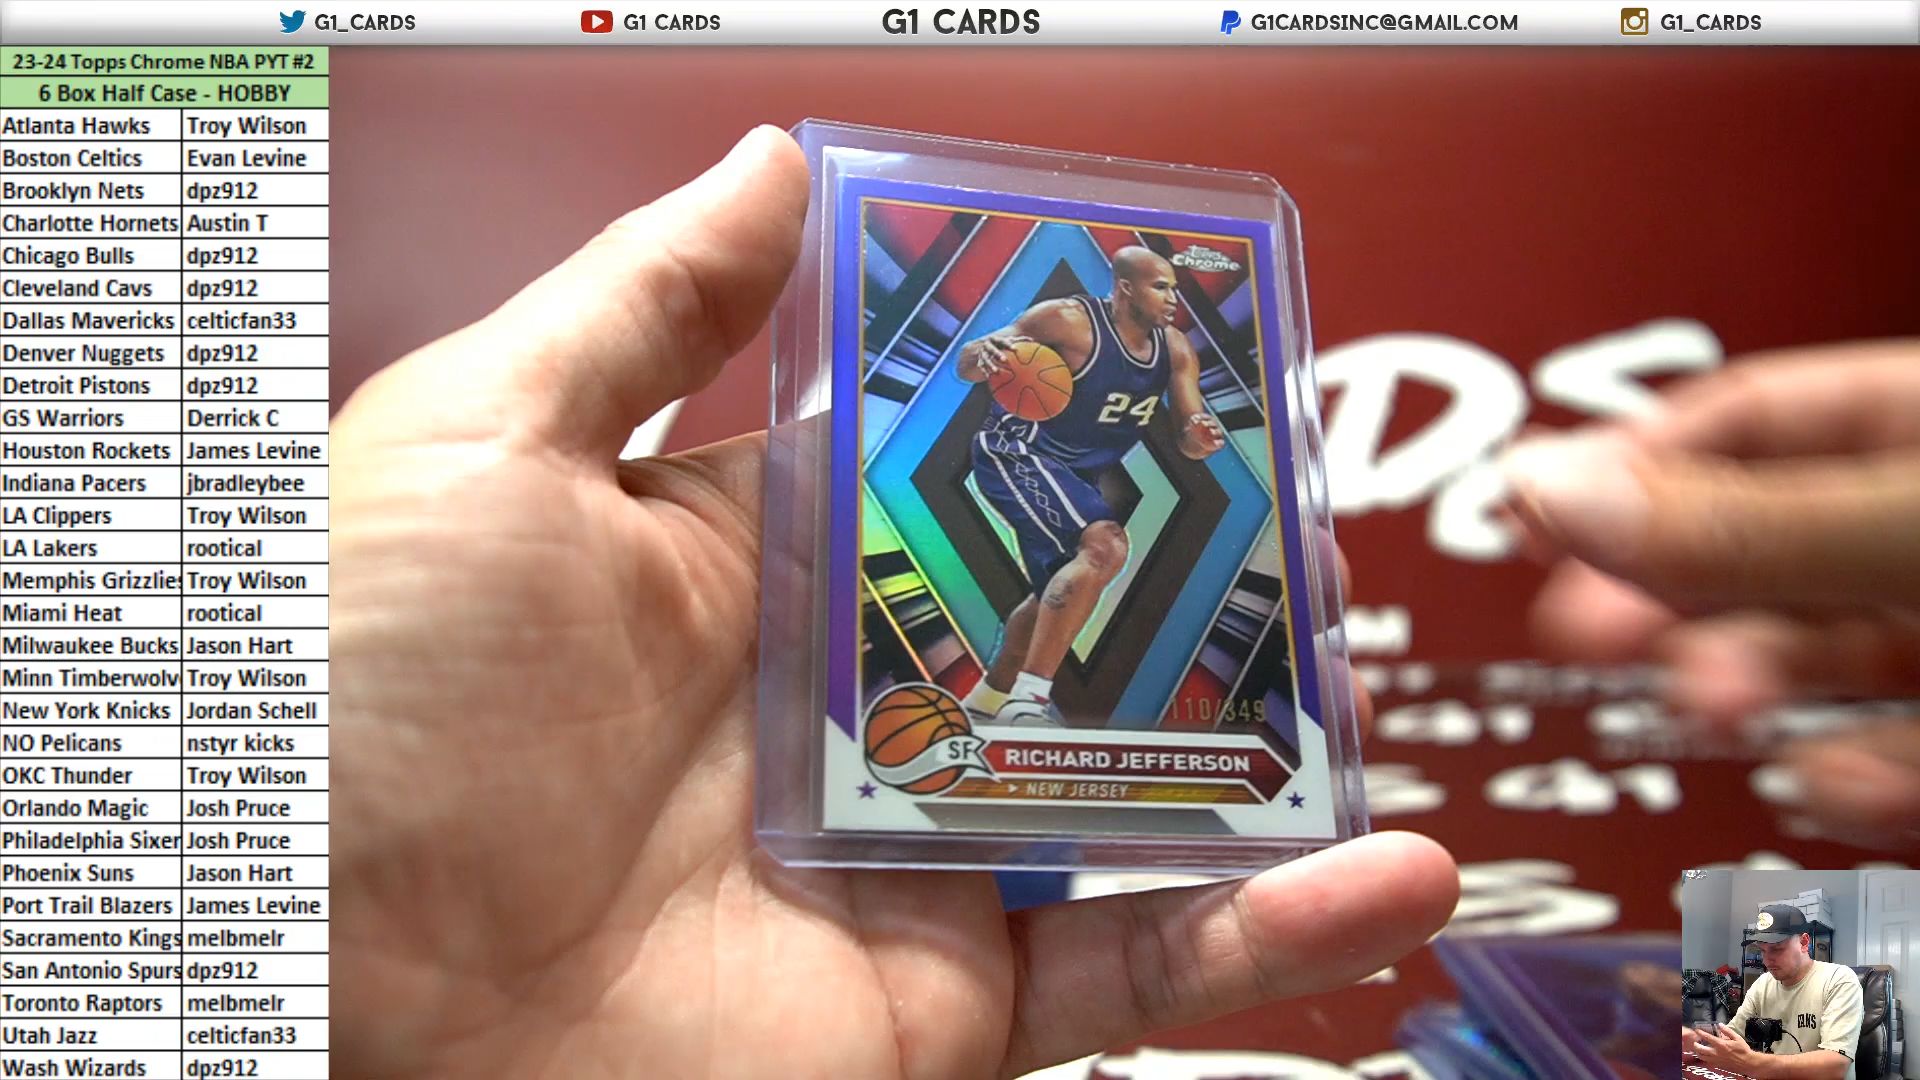 G1_CARDS G1 CARDS G1 CARDS G1CARDSINC@GMAIL.COM G1_CARDS
23-24 Topps Chrome NBA PYT #2
6 Box Half Case - HOBBY
Atlanta Hawks Troy Wilson
Boston Celtics Evan Levine
Brooklyn Nets dpz912
Charlotte Hornets Austin T
Chicago Bulls dpz912
Cleveland Cavs dpz912
Dallas Mavericks celticfan33
Denver Nuggets dpz912
Detroit Pistons dpz912
GS Warriors Derrick C
Houston Rockets James Levine
Indiana Pacers jbradleybee
LA Clippers Troy Wilson
LA Lakers rootical
Memphis Grizzlies Troy Wilson
Miami Heat rootical
Milwaukee Bucks Jason Hart
Minn Timberwolv Troy Wilson
New York Knicks Jordan Schell
NO Pelicans nstyr kicks
OKC Thunder Troy Wilson
Orlando Magic Josh Pruce
Philadelphia Sixer Josh Pruce
Phoenix Suns Jason Hart
Port Trail Blazers James Levine
Sacramento Kings melbmelr
San Antonio Spurs dpz912
Toronto Raptors melbmelr
Utah Jazz celticfan33
Wash Wizards dpz912
Topps Chrome
24
110/349
SF RICHARD JEFFERSON
NEW JERSEY
DS